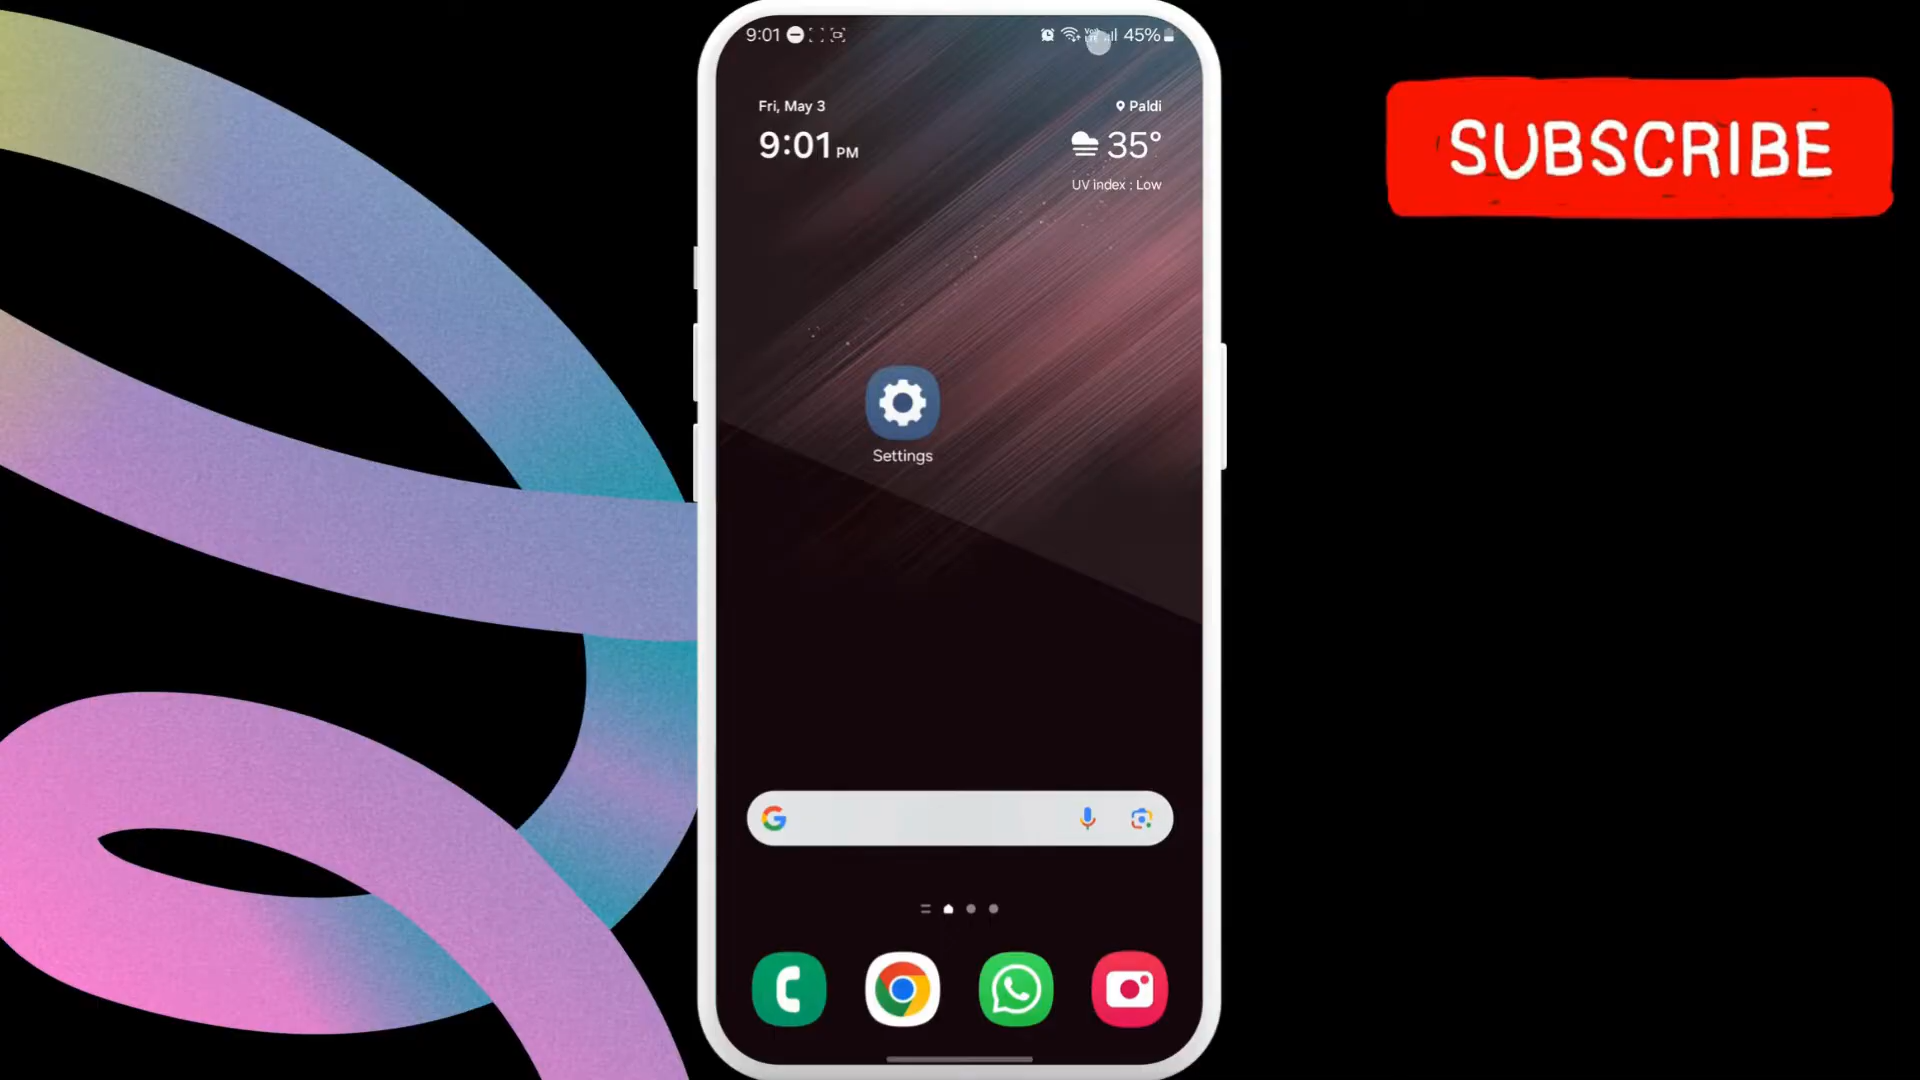 9:01
45%
Fri, May 3
Paldi
9:01 PM
35°
UV index : Low
Settings
SUBSCRIBE